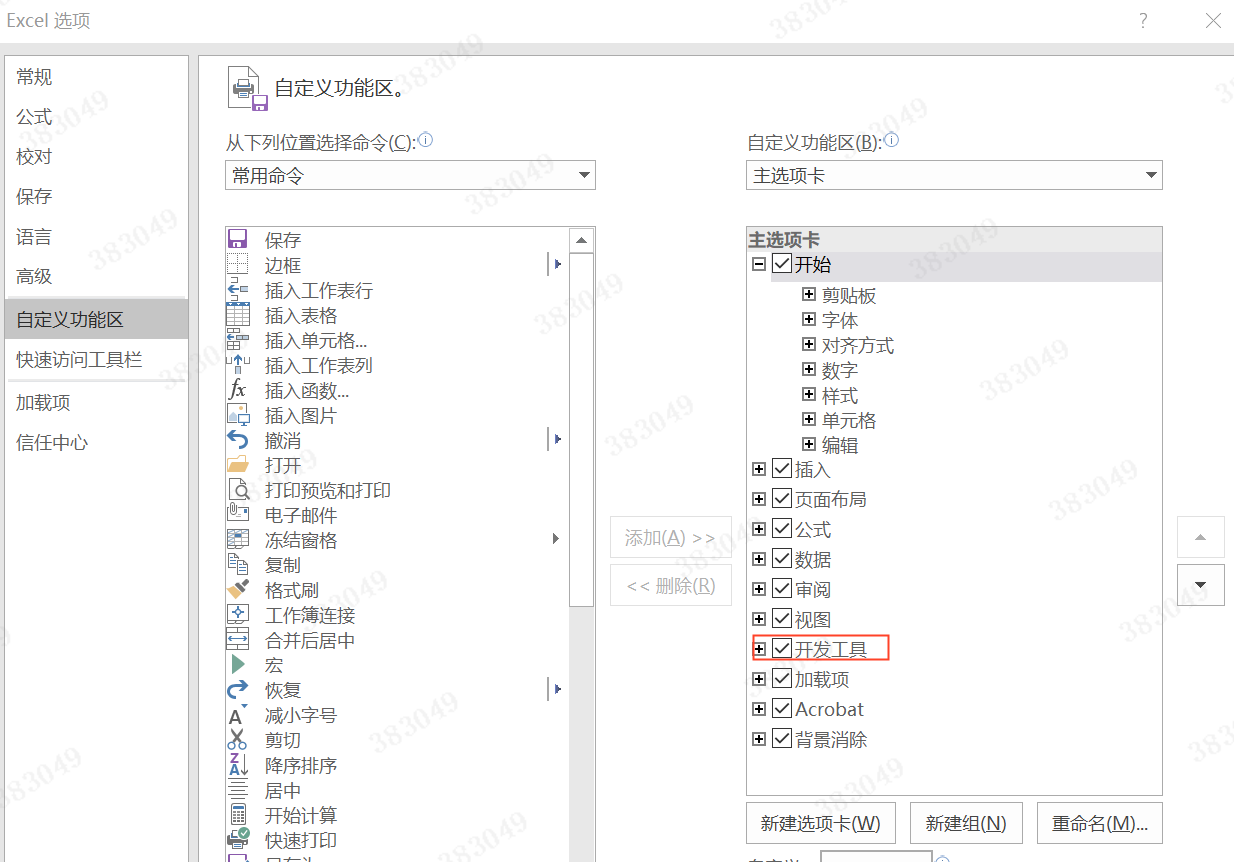 Excel 选项
?
常规
公式
校对
保存
语言
高级
自定义功能区
快速访问工具栏
加载项
信任中心
自定义功能区。
从下列位置选择命令(C):
常用命令
保存
边框
插入工作表行
插入表格
插入单元格...
插入工作表列
fx 插入函数...
插入图片
撤消
打开
打印预览和打印
电子邮件
冻结窗格
复制
格式刷
工作簿连接
合并后居中
宏
恢复
减小字号
剪切
降序排序
居中
开始计算
快速打印
添加(A) >>
<< 删除(R)
自定义功能区(B):
主选项卡
主选项卡
开始
剪贴板
字体
对齐方式
数字
样式
单元格
编辑
插入
页面布局
公式
数据
审阅
视图
开发工具
加载项
Acrobat
背景消除
新建选项卡(W)
新建组(N)
重命名(M)...
383049